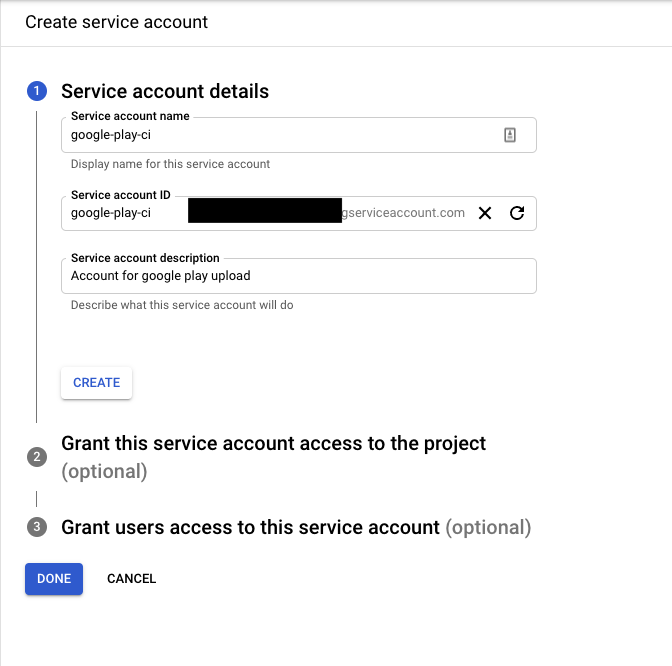 Create service account
1 Service account details
Service account name
google-play-ci
Display name for this service account
Service account ID
google-play-ci gserviceaccount.com
Service account description
Account for google play upload
Describe what this service account will do
CREATE
2 Grant this service account access to the project
(optional)
3 Grant users access to this service account (optional)
DONE CANCEL